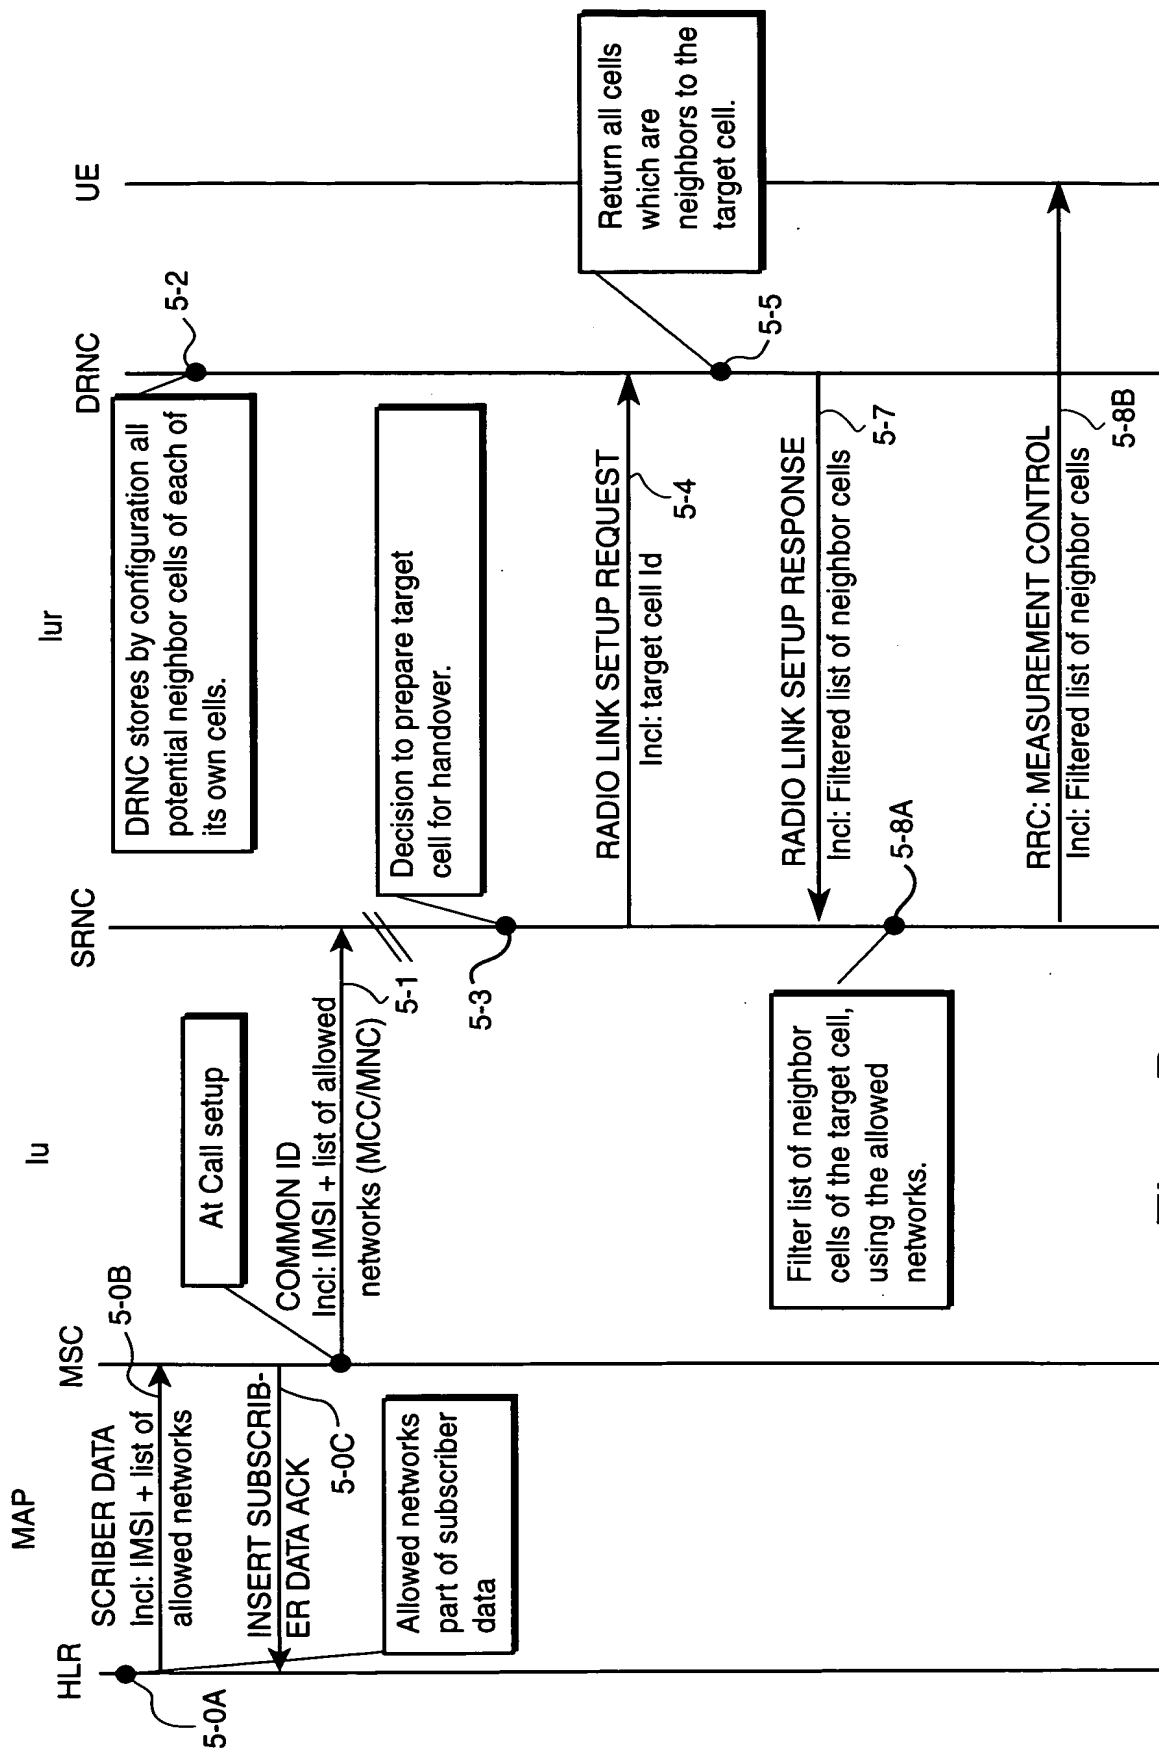 MAP
Iu
Iur
HLR
MSC
SRNC
DRNC
UE
5-0A
SCRIBER DATA
Incl: IMSI + list of
allowed networks
5-0B
INSERT SUBSCRIB-
ER DATA ACK
5-0C
Allowed networks
part of subscriber
data
At Call setup
COMMON ID
Incl: IMSI + list of allowed
networks (MCC/MNC)
5-1
DRNC stores by configuration all
potential neighbor cells of each of
its own cells.
5-2
Decision to prepare target
cell for handover.
5-3
RADIO LINK SETUP REQUEST
Incl: target cell Id
5-4
Return all cells
which are
neighbors to the
target cell.
5-5
RADIO LINK SETUP RESPONSE
Incl: Filtered list of neighbor cells
5-7
Filter list of neighbor
cells of the target cell,
using the allowed
networks.
5-8A
RRC: MEASUREMENT CONTROL
Incl: Filtered list of neighbor cells
5-8B